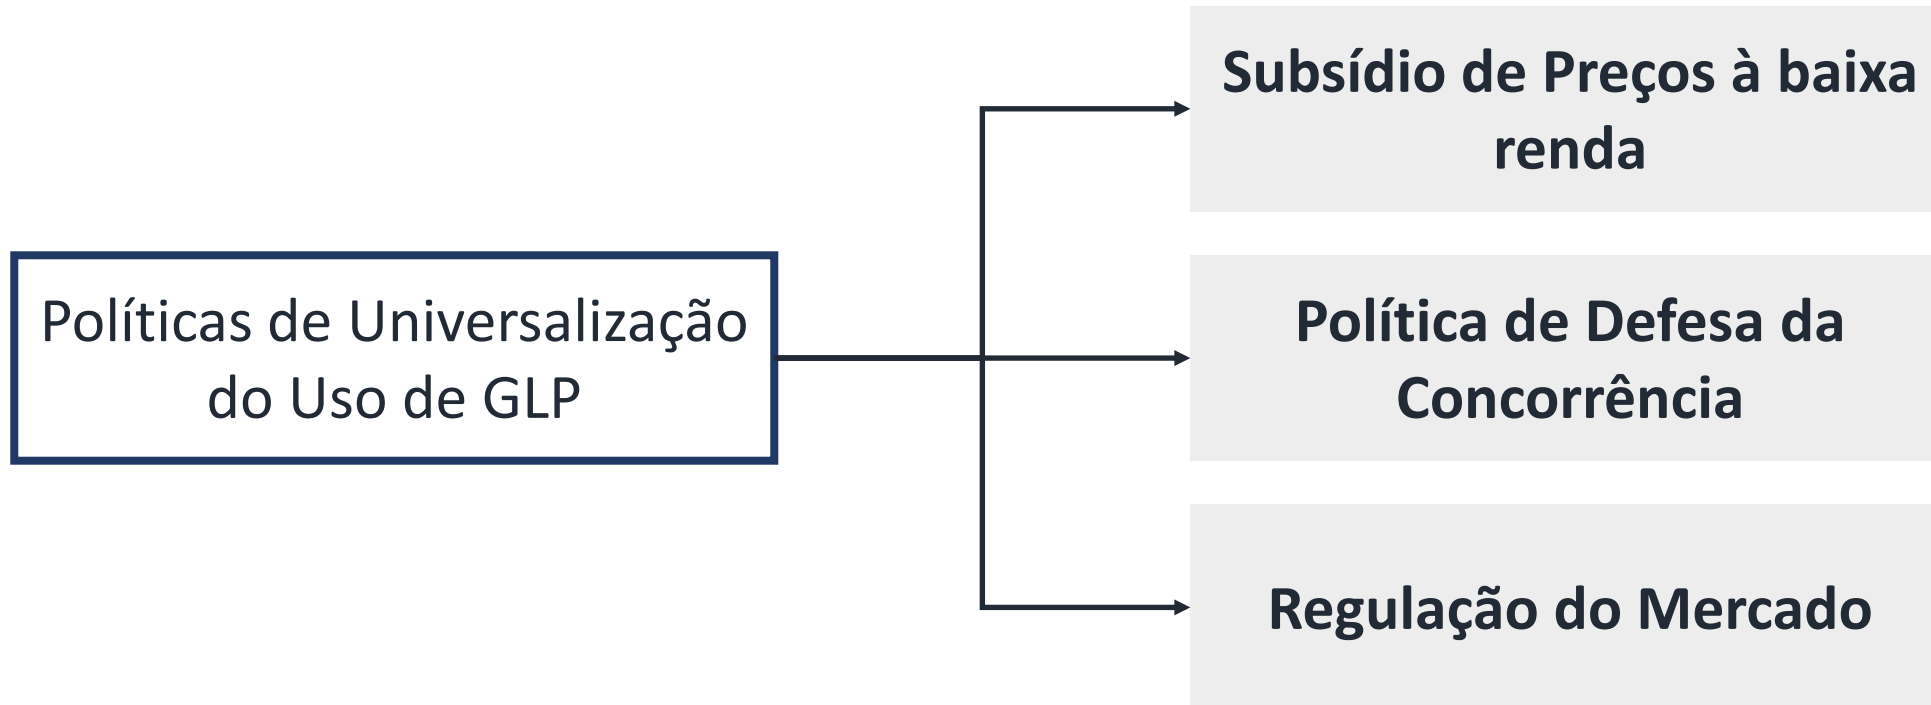 Subsídio de Preços à baixa
renda
Políticas de Universalização
do Uso de GLP
Política de Defesa da
Concorrência
Regulação do Mercado